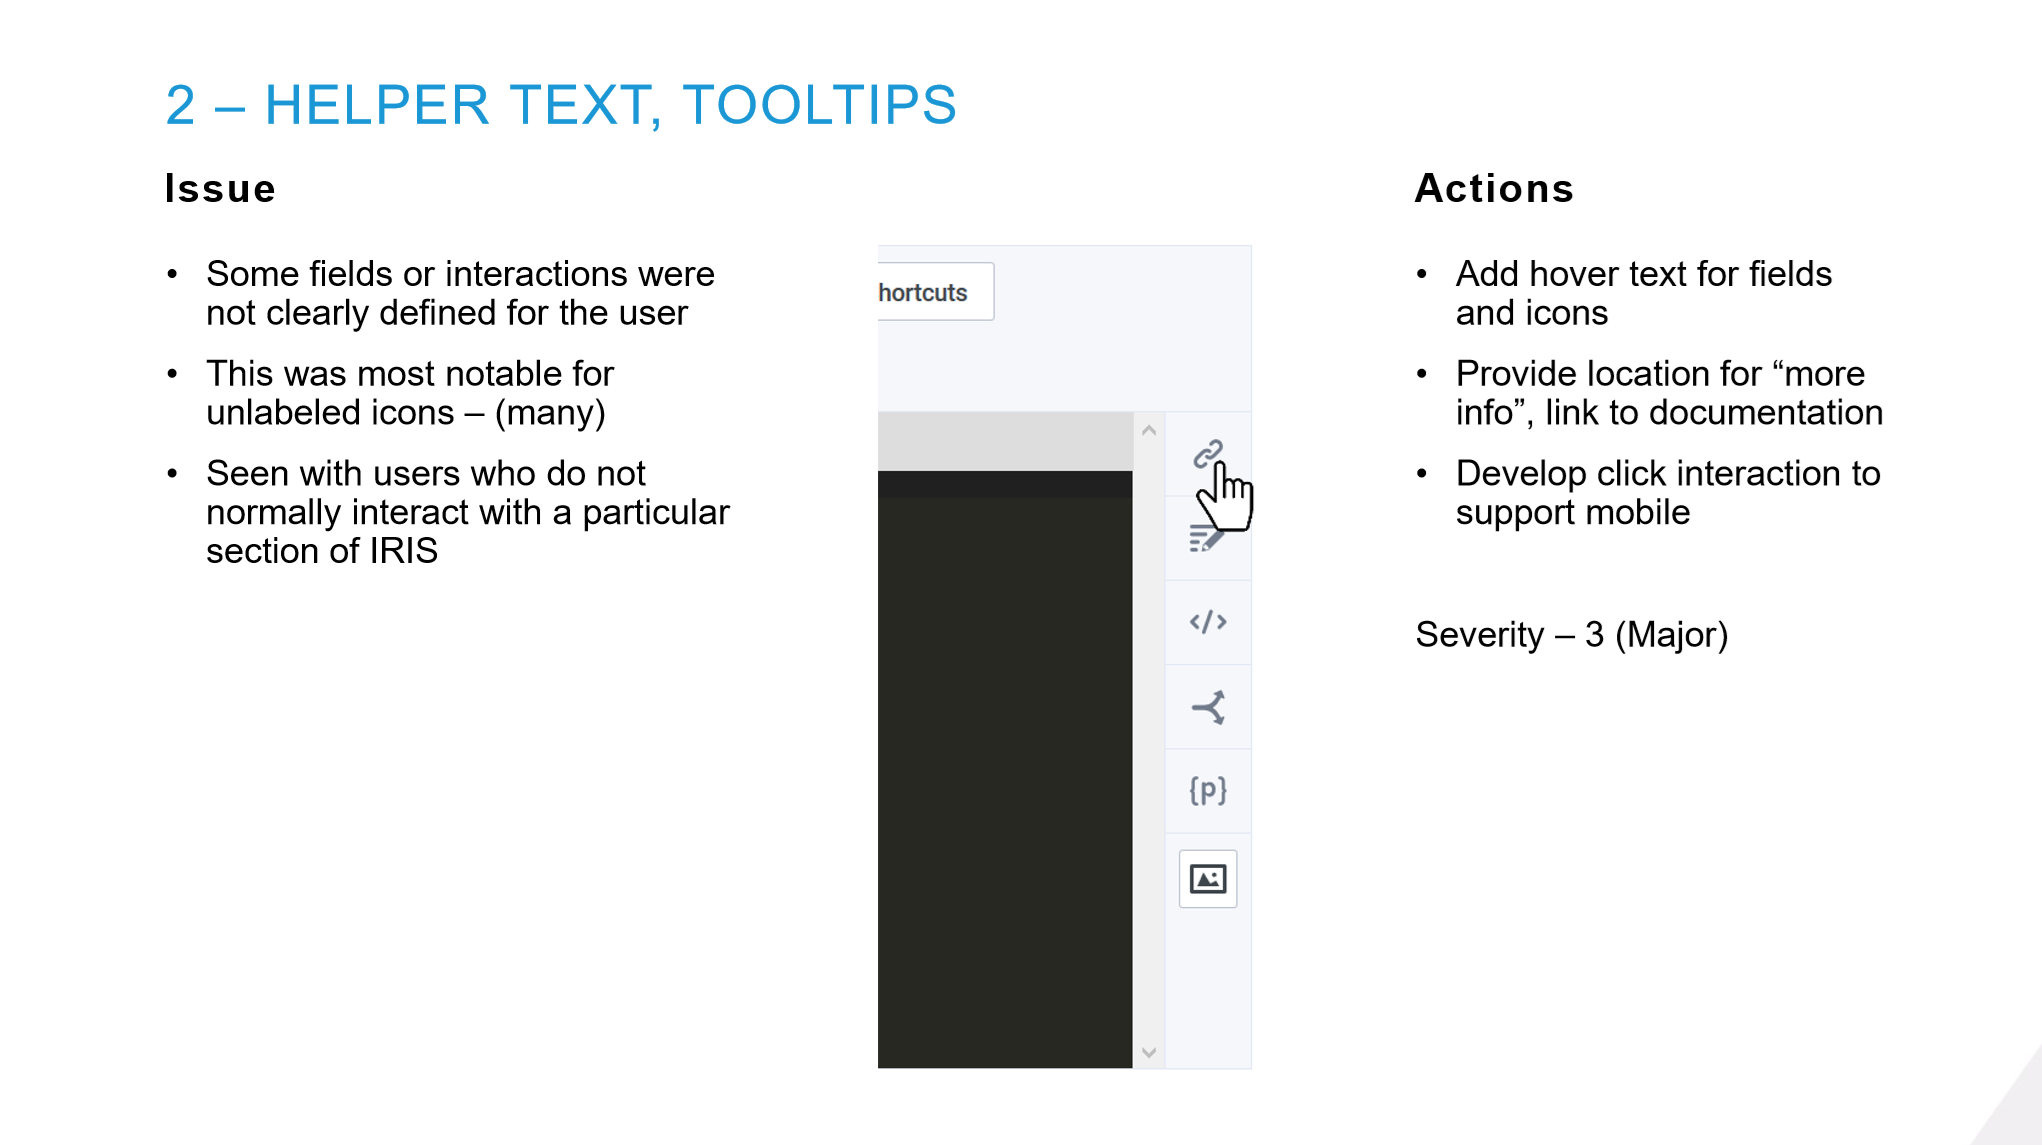 2 – HELPER TEXT, TOOLTIPS
Issue
• Some fields or interactions were
not clearly defined for the user
• This was most notable for
unlabeled icons – (many)
• Seen with users who do not
normally interact with a particular
section of IRIS
hortcuts
</>
{p}
Actions
• Add hover text for fields
and icons
• Provide location for “more
info”, link to documentation
• Develop click interaction to
support mobile
Severity – 3 (Major)